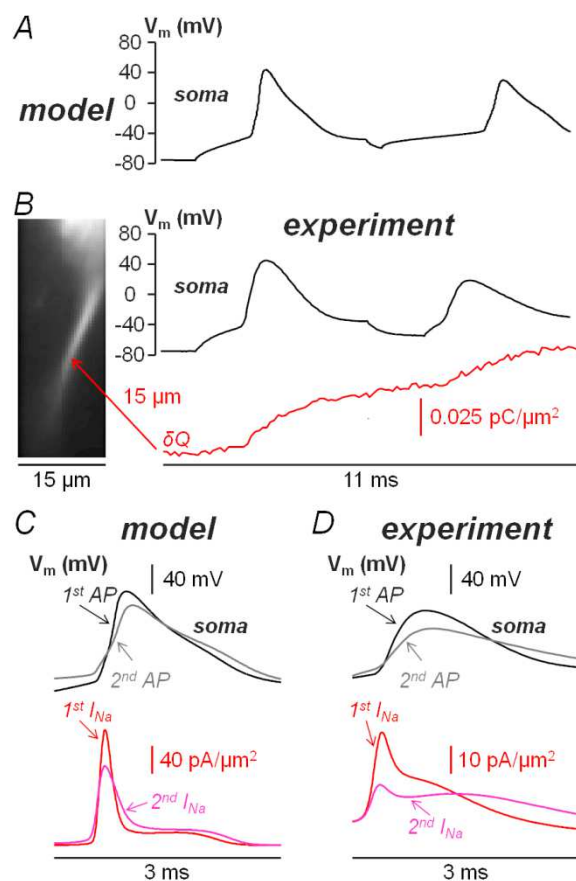 A
Vm (mV)
80
40
0
-40
-80
model
soma
B
Vm (mV)
80
40
0
-40
-80
experiment
soma
15 µm
δQ
0.025 pC/µm²
15 µm
11 ms
C
model
D
experiment
Vm (mV)
40 mV
1st AP
soma
2nd AP
Vm (mV)
40 mV
1st AP
soma
2nd AP
1st INa
40 pA/µm²
2nd INa
1st INa
10 pA/µm²
2nd INa
3 ms
3 ms